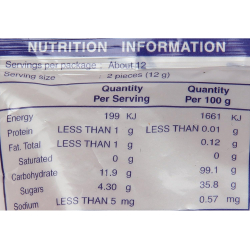 NUTRITION INFORMATION
Servings per package: About 12
Serving size : 2 pieces (12 g)
Quantity Per Serving Quantity Per 100 g
Energy 199 KJ 1661 KJ
Protein LESS THAN 1 g LESS THAN 0.01 g
Fat. Total LESS THAN 1 g 0.12 g
Saturated 0 g 0 g
Carbohydrate 11.9 g 99.1 g
Sugars 4.30 g 35.8 g
Sodium LESS THAN 5 mg 0.57 mg